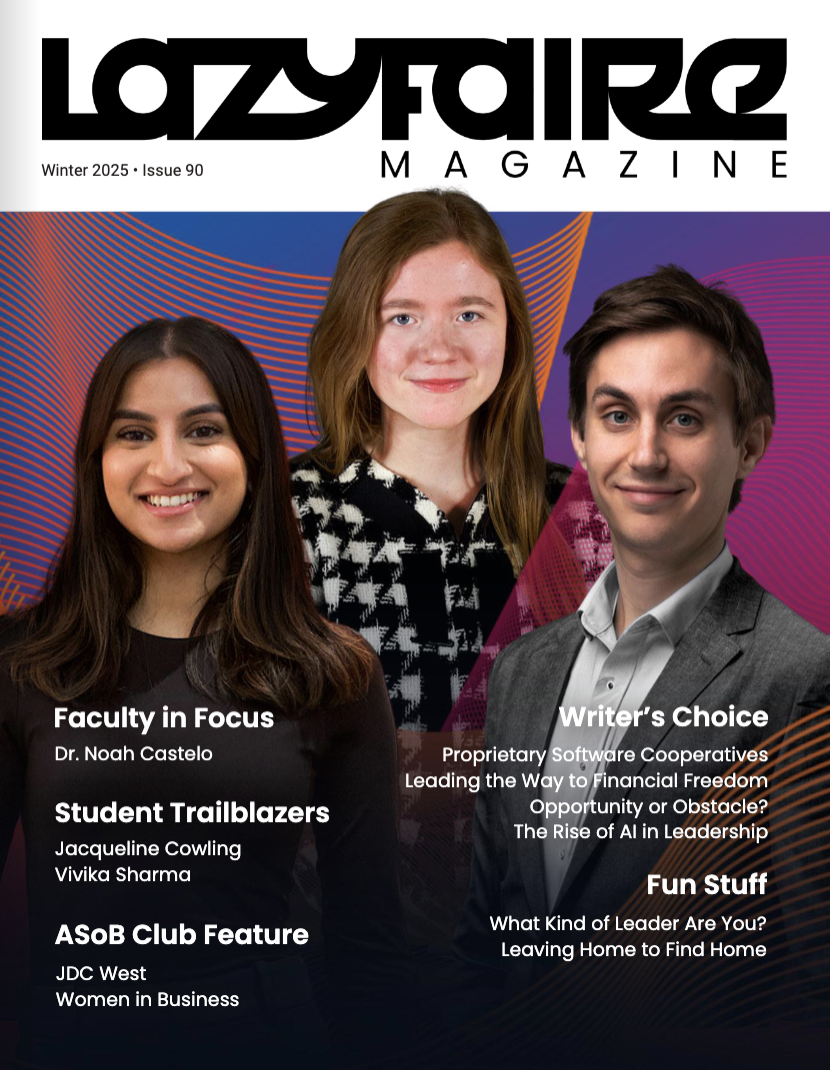 Lazyfaire
MAGAZINE
Winter 2025 • Issue 90
Faculty in Focus
Dr. Noah Castelo
Student Trailblazers
Jacqueline Cowling
Vivika Sharma
ASoB Club Feature
JDC West
Women in Business
Writer's Choice
Proprietary Software Cooperatives
Leading the Way to Financial Freedom
Opportunity or Obstacle?
The Rise of AI in Leadership
Fun Stuff
What Kind of Leader Are You?
Leaving Home to Find Home